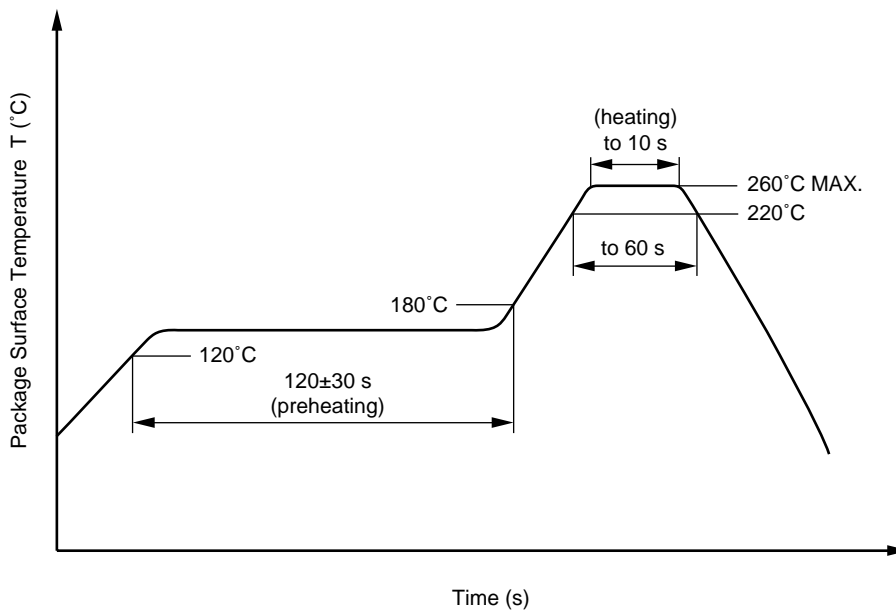 Package Surface Temperature T (˚C)
(heating)
to 10 s
260˚C MAX.
220˚C
to 60 s
180˚C
120˚C
120±30 s
(preheating)
Time (s)